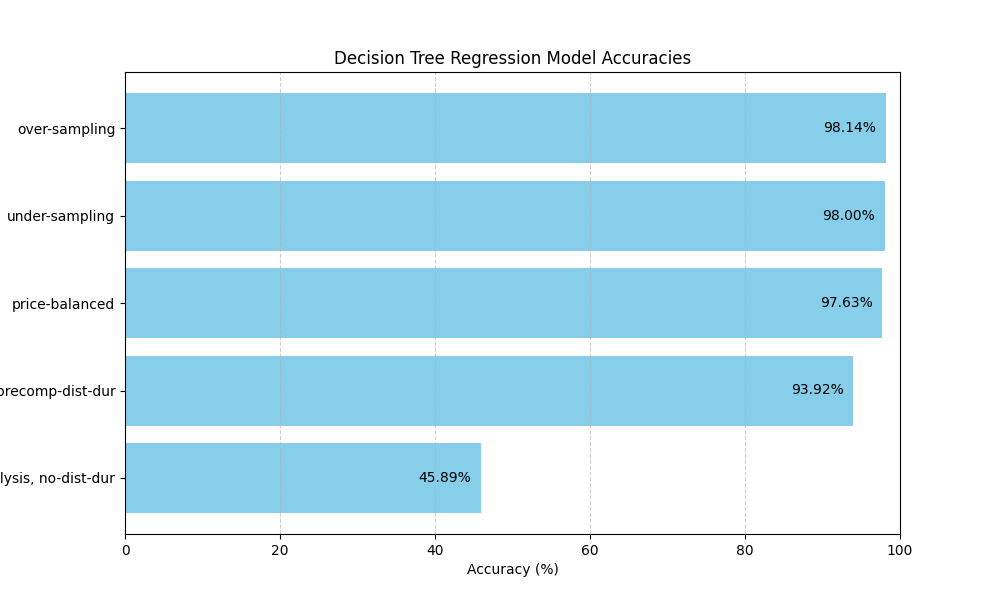 Decision Tree Regression Model Accuracies
over-sampling 98.14%
under-sampling 98.00%
price-balanced 97.63%
precomp-dist-dur 93.92%
lysis, no-dist-dur 45.89%
0 20 40 60 80 100
Accuracy (%)